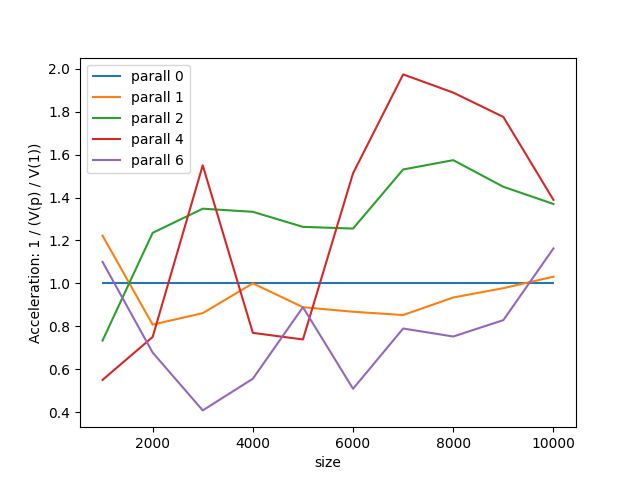 parall 0
parall 1
parall 2
parall 4
parall 6
2.0
1.8
1.6
1.4
1.2
1.0
0.8
0.6
0.4
Acceleration: 1 / (V(p) / V(1))
2000 4000 6000 8000 10000
size